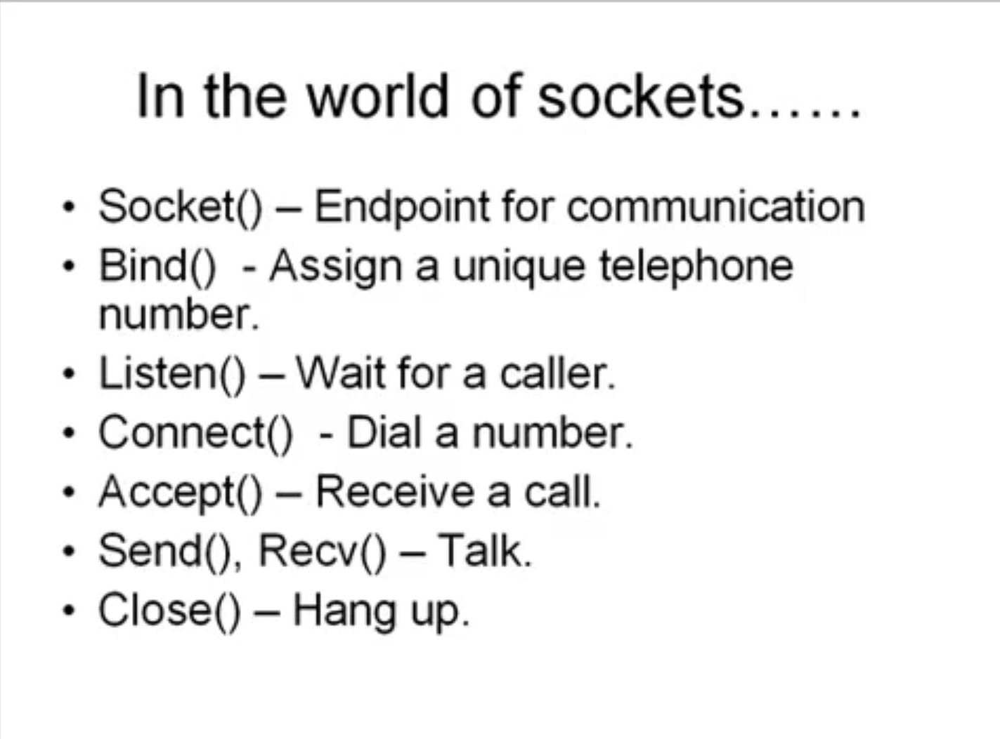 In the world of sockets......
• Socket() – Endpoint for communication
• Bind()  - Assign a unique telephone
number.
• Listen() – Wait for a caller.
• Connect()  - Dial a number.
• Accept() – Receive a call.
• Send(), Recv() – Talk.
• Close() – Hang up.